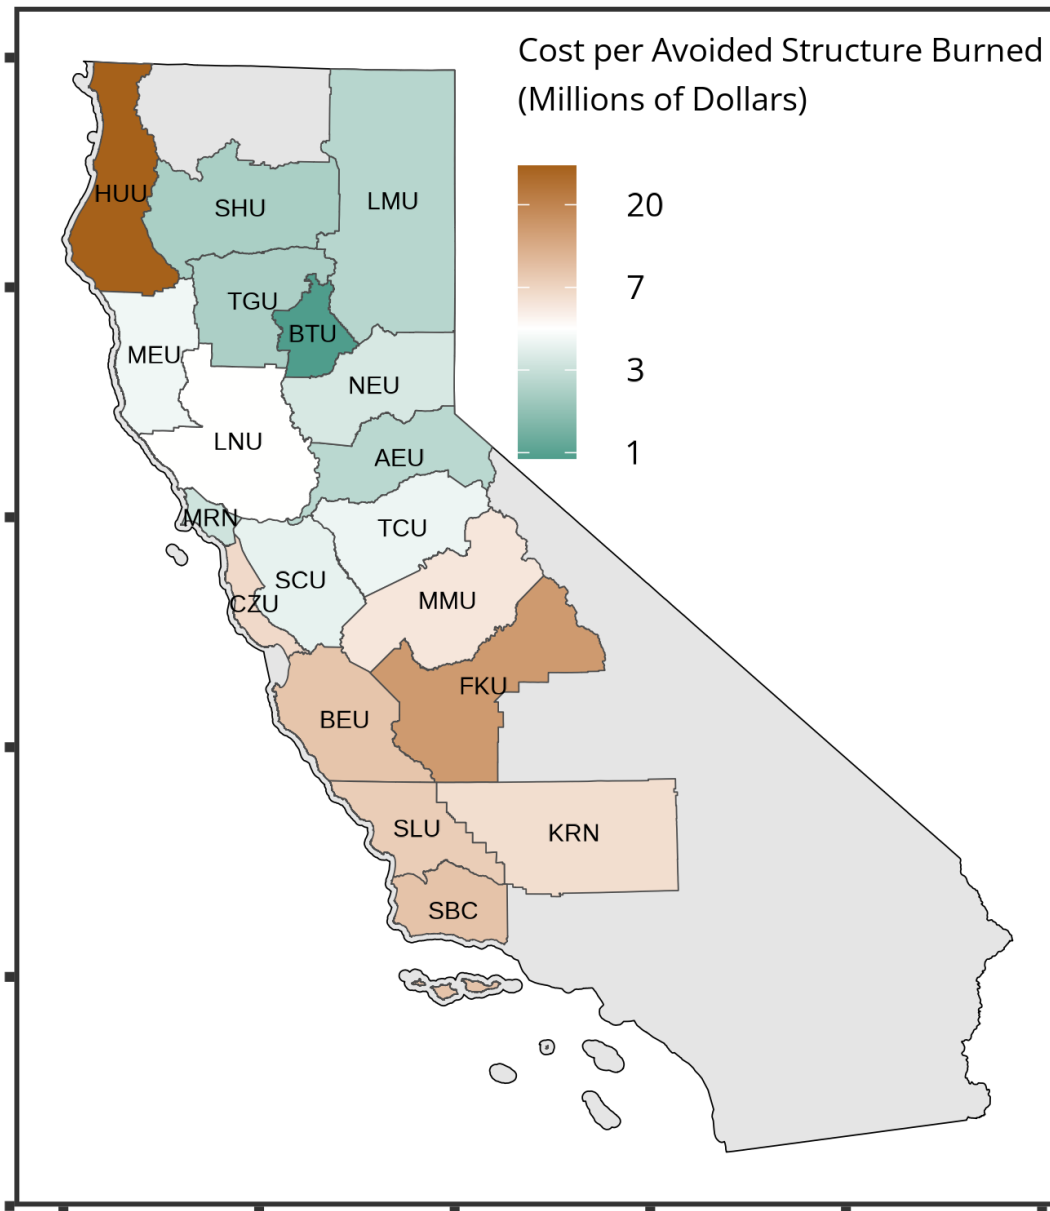 Cost per Avoided Structure Burned
(Millions of Dollars)
20
7
3
1
HUU
SHU
LMU
TGU
BTU
MEU
NEU
LNU
AEU
MRN
TCU
SCU
CZU
MMU
FKU
BEU
SLU
KRN
SBC